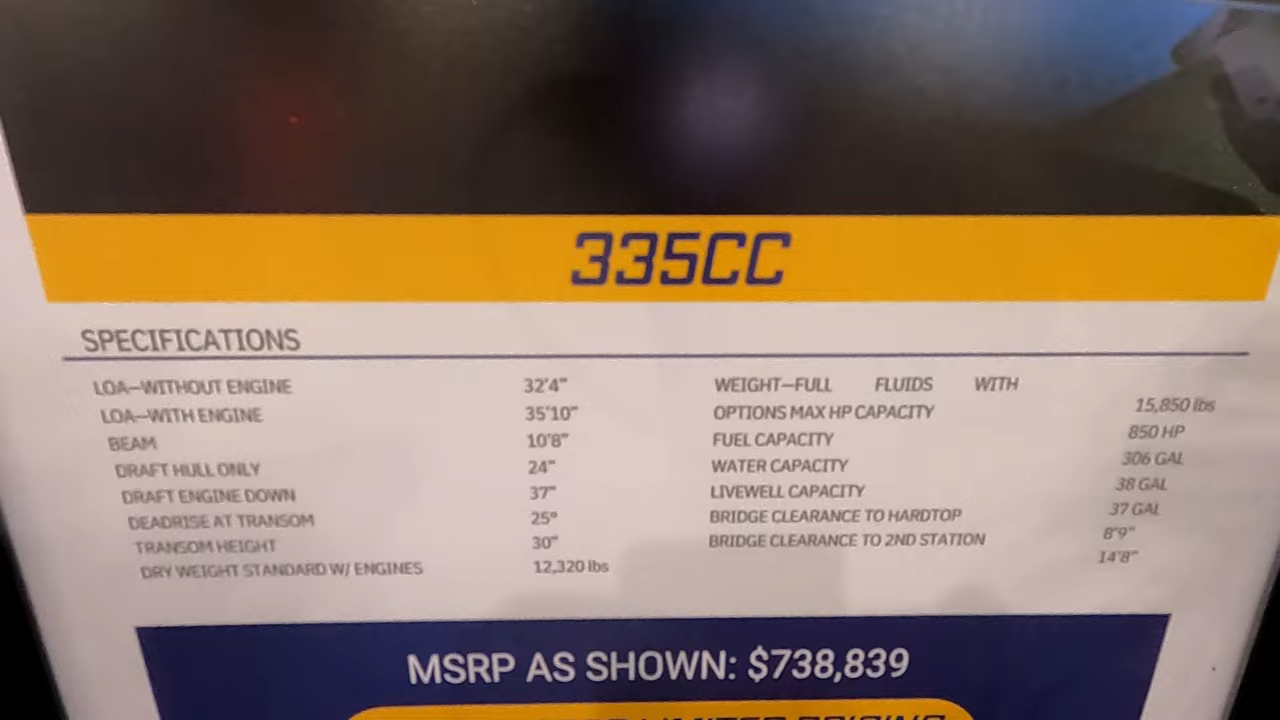 335CC
SPECIFICATIONS
LOA—WITHOUT ENGINE 32'4"
LOA—WITH ENGINE 35'10"
BEAM 10'8"
DRAFT HULL ONLY 24"
DRAFT ENGINE DOWN 37"
DEADRISE AT TRANSOM 25°
TRANSOM HEIGHT 30"
DRY WEIGHT STANDARD W/ ENGINES 12,320 lbs
WEIGHT—FULL FLUIDS WITH
OPTIONS MAX HP CAPACITY 15,850 lbs
FUEL CAPACITY 850 HP
WATER CAPACITY 306 GAL
LIVEWELL CAPACITY 38 GAL
BRIDGE CLEARANCE TO HARDTOP 37 GAL
BRIDGE CLEARANCE TO 2ND STATION 8'9"
14'8"
MSRP AS SHOWN: $738,839